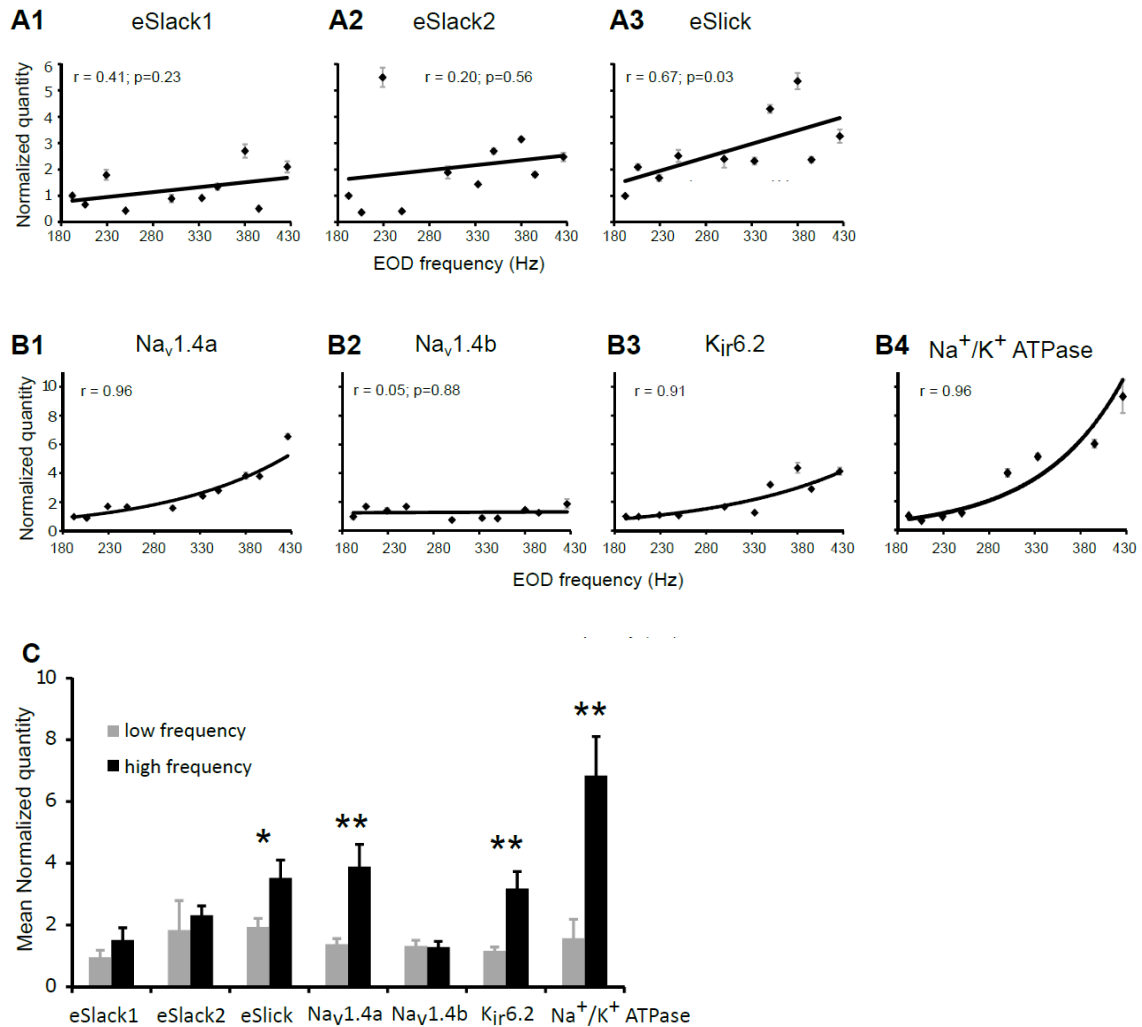 A1 eSlack1 A2 eSlack2 A3 eSlick
Normalized quantity
6
5
4
3
2
1
0
r = 0.41; p=0.23
r = 0.20; p=0.56
r = 0.67; p=0.03
180 230 280 330 380 430
180 230 280 330 380 430
180 230 280 330 380 430
EOD frequency (Hz)
B1 Nav1.4a B2 Nav1.4b B3 Kir6.2 B4 Na+/K+ ATPase
Normalized quantity
10
8
6
4
2
0
r = 0.96
r = 0.05; p=0.88
r = 0.91
r = 0.96
180 230 280 330 380 430
180 230 280 330 380 430
180 230 280 330 380 430
180 230 280 330 380 430
EOD frequency (Hz)
C
Mean Normalized quantity
10
8
6
4
2
0
low frequency
high frequency
*
**
**
**
eSlack1 eSlack2 eSlick Nav1.4a Nav1.4b Kir6.2 Na+/K+ ATPase